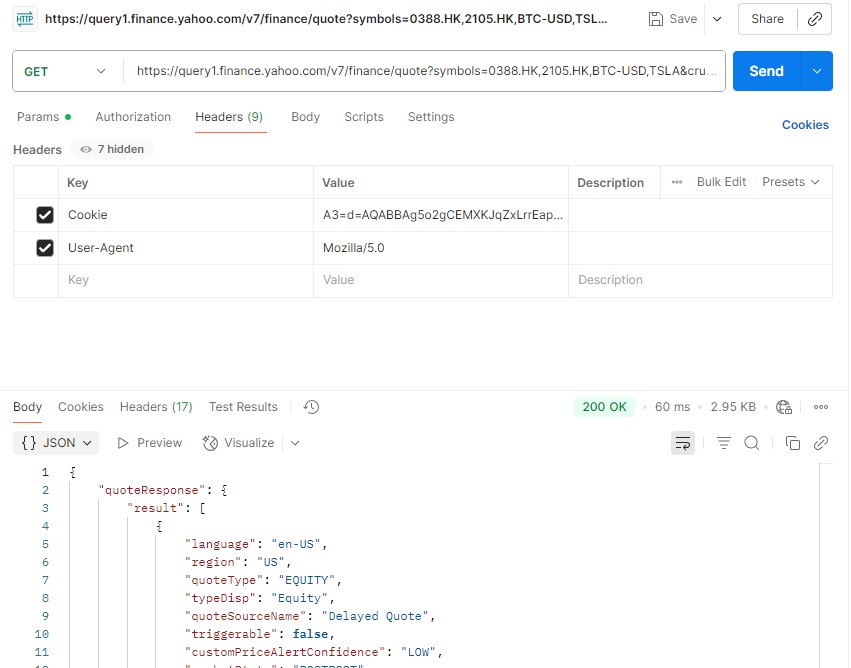 HTTP https://query1.finance.yahoo.com/v7/finance/quote?symbols=0388.HK,2105.HK,BTC-USD,TSL... Save Share
GET https://query1.finance.yahoo.com/v7/finance/quote?symbols=0388.HK,2105.HK,BTC-USD,TSLA&cru... Send
Params Authorization Headers (9) Body Scripts Settings Cookies
Headers 7 hidden
Key Value Description Bulk Edit Presets
Cookie A3=d=AQABBAg5o2gCEMXKJqZxLrrEap...
User-Agent Mozilla/5.0
Key Value Description
Body Cookies Headers (17) Test Results 200 OK 60 ms 2.95 KB
{} JSON Preview Visualize
1 {
2 "quoteResponse": {
3 "result": [
4 {
5 "language": "en-US",
6 "region": "US",
7 "quoteType": "EQUITY",
8 "typeDisp": "Equity",
9 "quoteSourceName": "Delayed Quote",
10 "triggerable": false,
11 "customPriceAlertConfidence": "LOW",